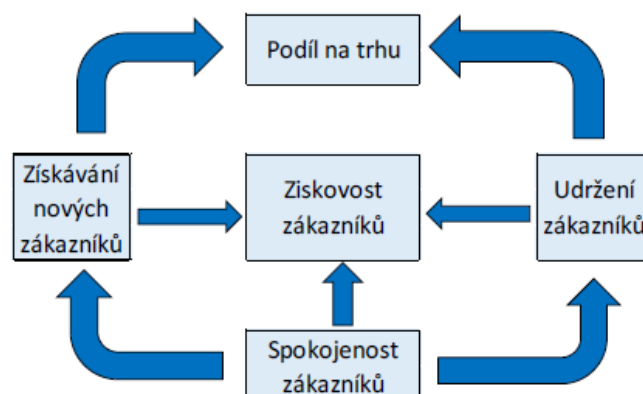 Podíl na trhu
Získávání
nových
zákazníků
Ziskovost
zákazníků
Udržení
zákazníků
Spokojenost
zákazníků